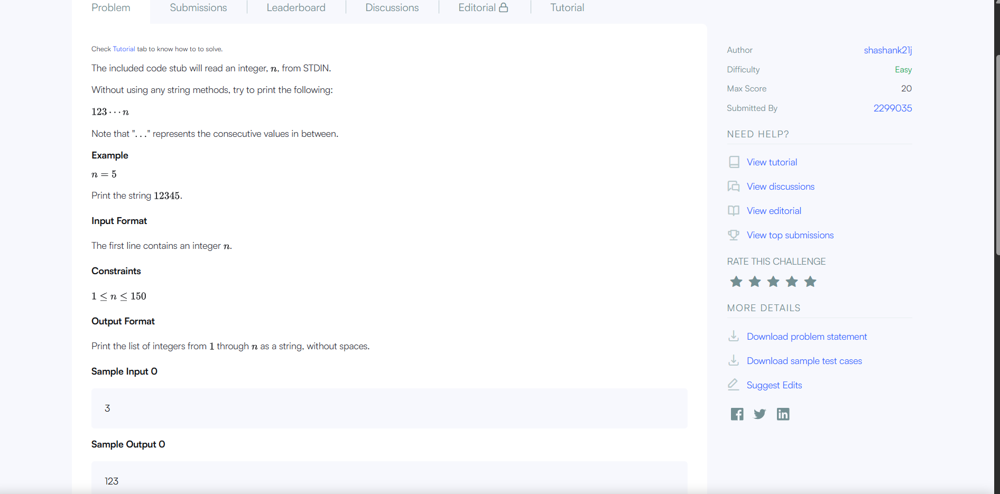 Problem
Submissions
Leaderboard
Discussions
Editorial
Tutorial
Check Tutorial tab to know how to to solve.
The included code stub will read an integer, n, from STDIN.
Without using any string methods, try to print the following:
123···n
Note that "..." represents the consecutive values in between.
Example
n = 5
Print the string 12345.
Input Format
The first line contains an integer n.
Constraints
1 ≤ n ≤ 150
Output Format
Print the list of integers from 1 through n as a string, without spaces.
Sample Input 0
3
Sample Output 0
123
Author shashank21j
Difficulty Easy
Max Score 20
Submitted By 2299035
NEED HELP?
View tutorial
View discussions
View editorial
View top submissions
RATE THIS CHALLENGE
MORE DETAILS
Download problem statement
Download sample test cases
Suggest Edits